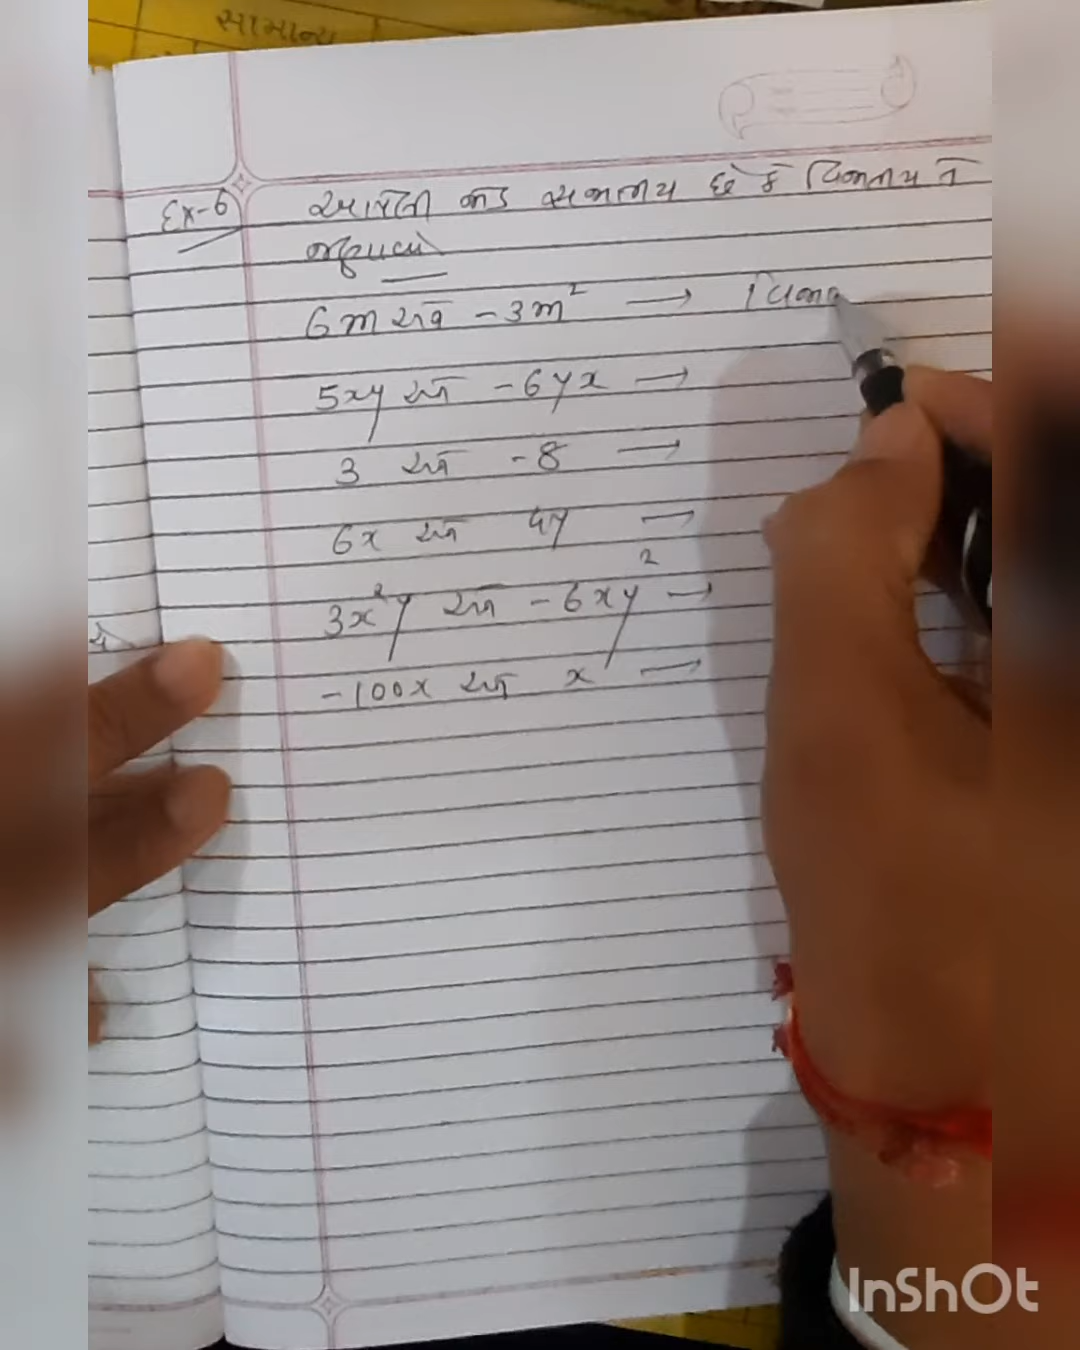 સામાન્ય
Ex-6 આપેલી જોડ સજાતીય છે કે વિજાતીય તે
જણાવો
6m અને -3m² → વિજા
5xy અને -6yx →
3 અને -8 →
6x અને 4y →
3x²y અને -6xy² →
-100x અને x →
InShOt